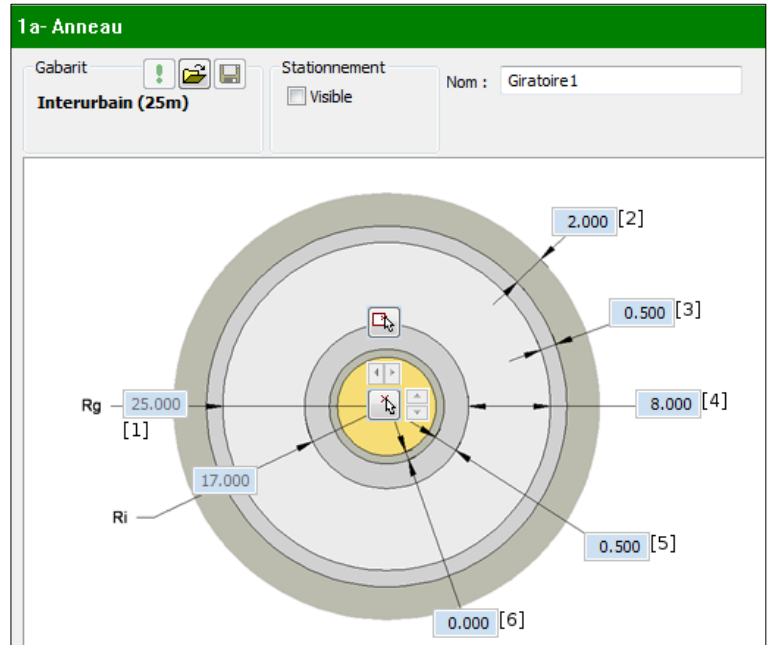 1a- Anneau
Gabarit
Interurbain (25m)
Stationnement
Visible
Nom : Giratoire1
2.000 [2]
0.500 [3]
Rg 25.000
[1]
8.000 [4]
17.000
Ri
0.500 [5]
0.000 [6]